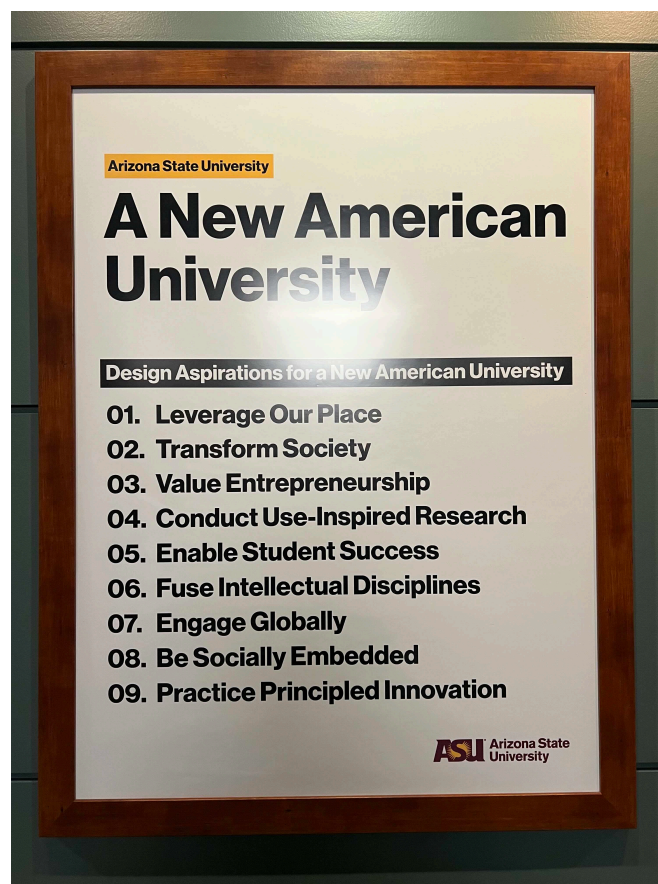 Arizona State University
A New American
University
Design Aspirations for a New American University
01. Leverage Our Place
02. Transform Society
03. Value Entrepreneurship
04. Conduct Use-Inspired Research
05. Enable Student Success
06. Fuse Intellectual Disciplines
07. Engage Globally
08. Be Socially Embedded
09. Practice Principled Innovation
ASU Arizona State
University